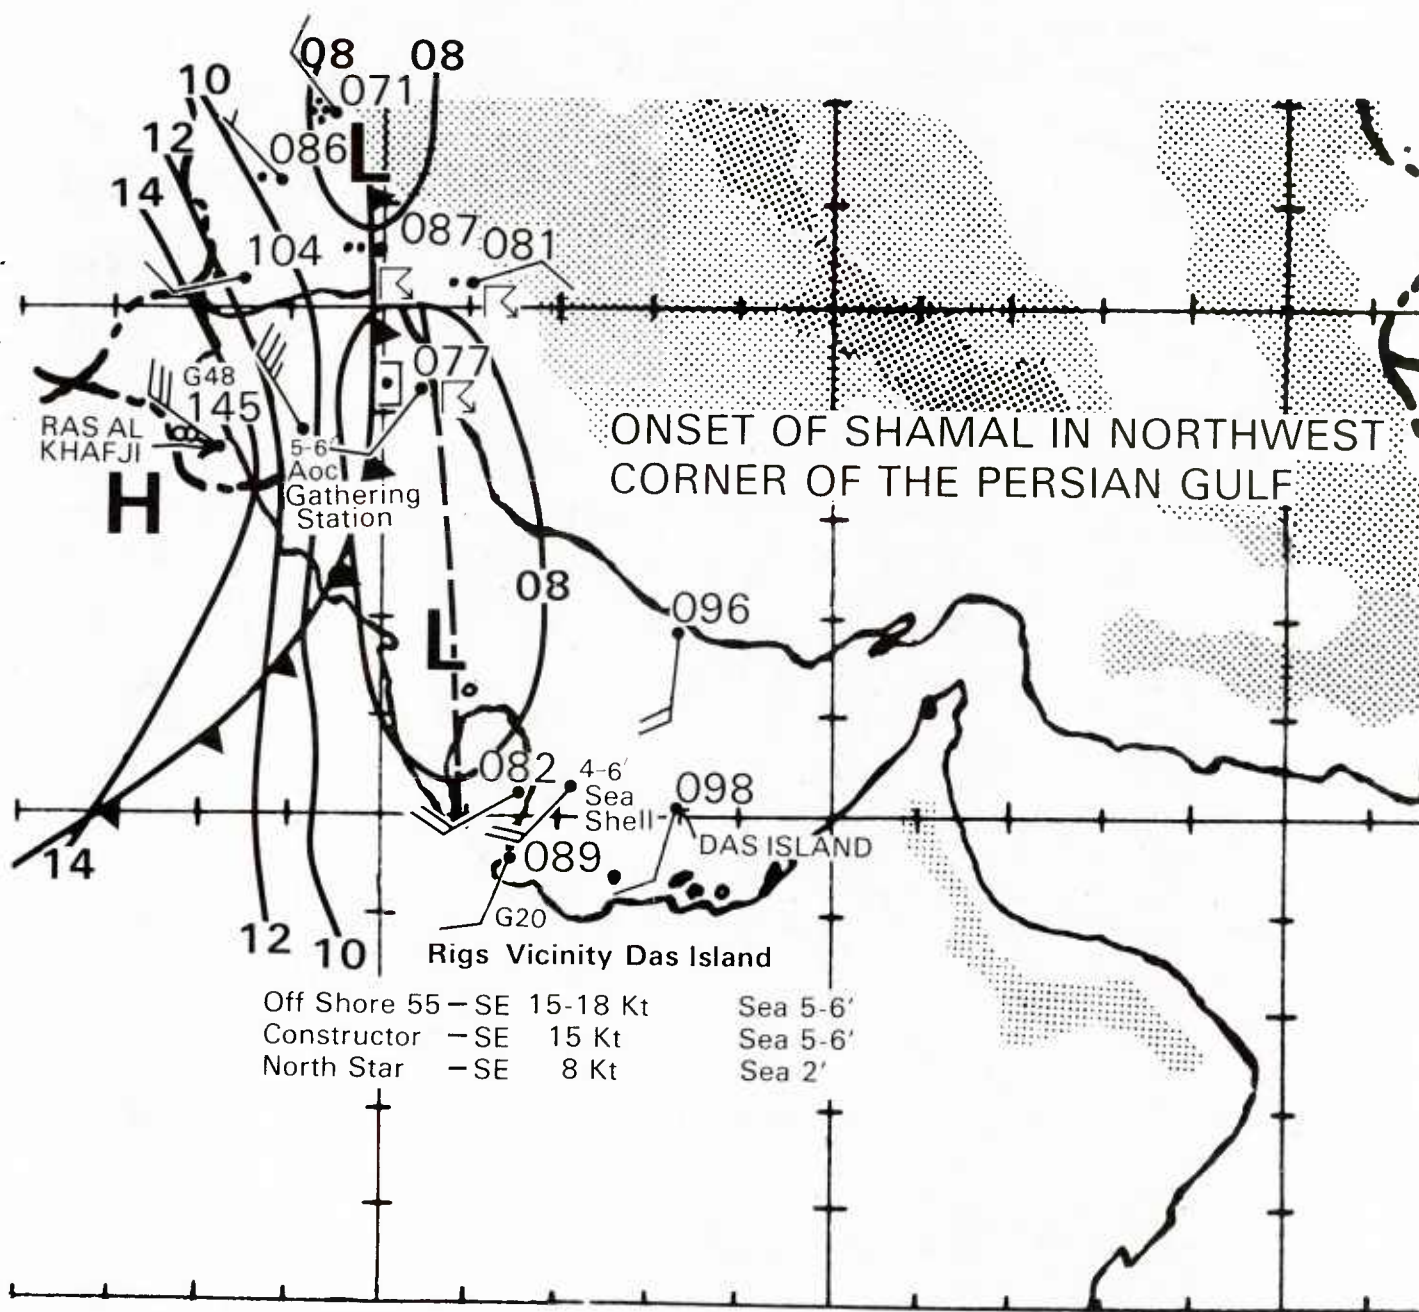 08
08
10
071
12
086
L
14
087
081
104
077
G48
145
RAS AL
KHAFJI
5-6'
Aoc
Gathering
Station
H
ONSET OF SHAMAL IN NORTHWEST
CORNER OF THE PERSIAN GULF
08
096
L
082
4-6'
Sea
Shell
098
DAS ISLAND
089
14
G20
12
10
Rigs Vicinity Das Island
Off Shore 55 – SE 15-18 Kt Sea 5-6'
Constructor – SE 15 Kt Sea 5-6'
North Star – SE 8 Kt Sea 2'